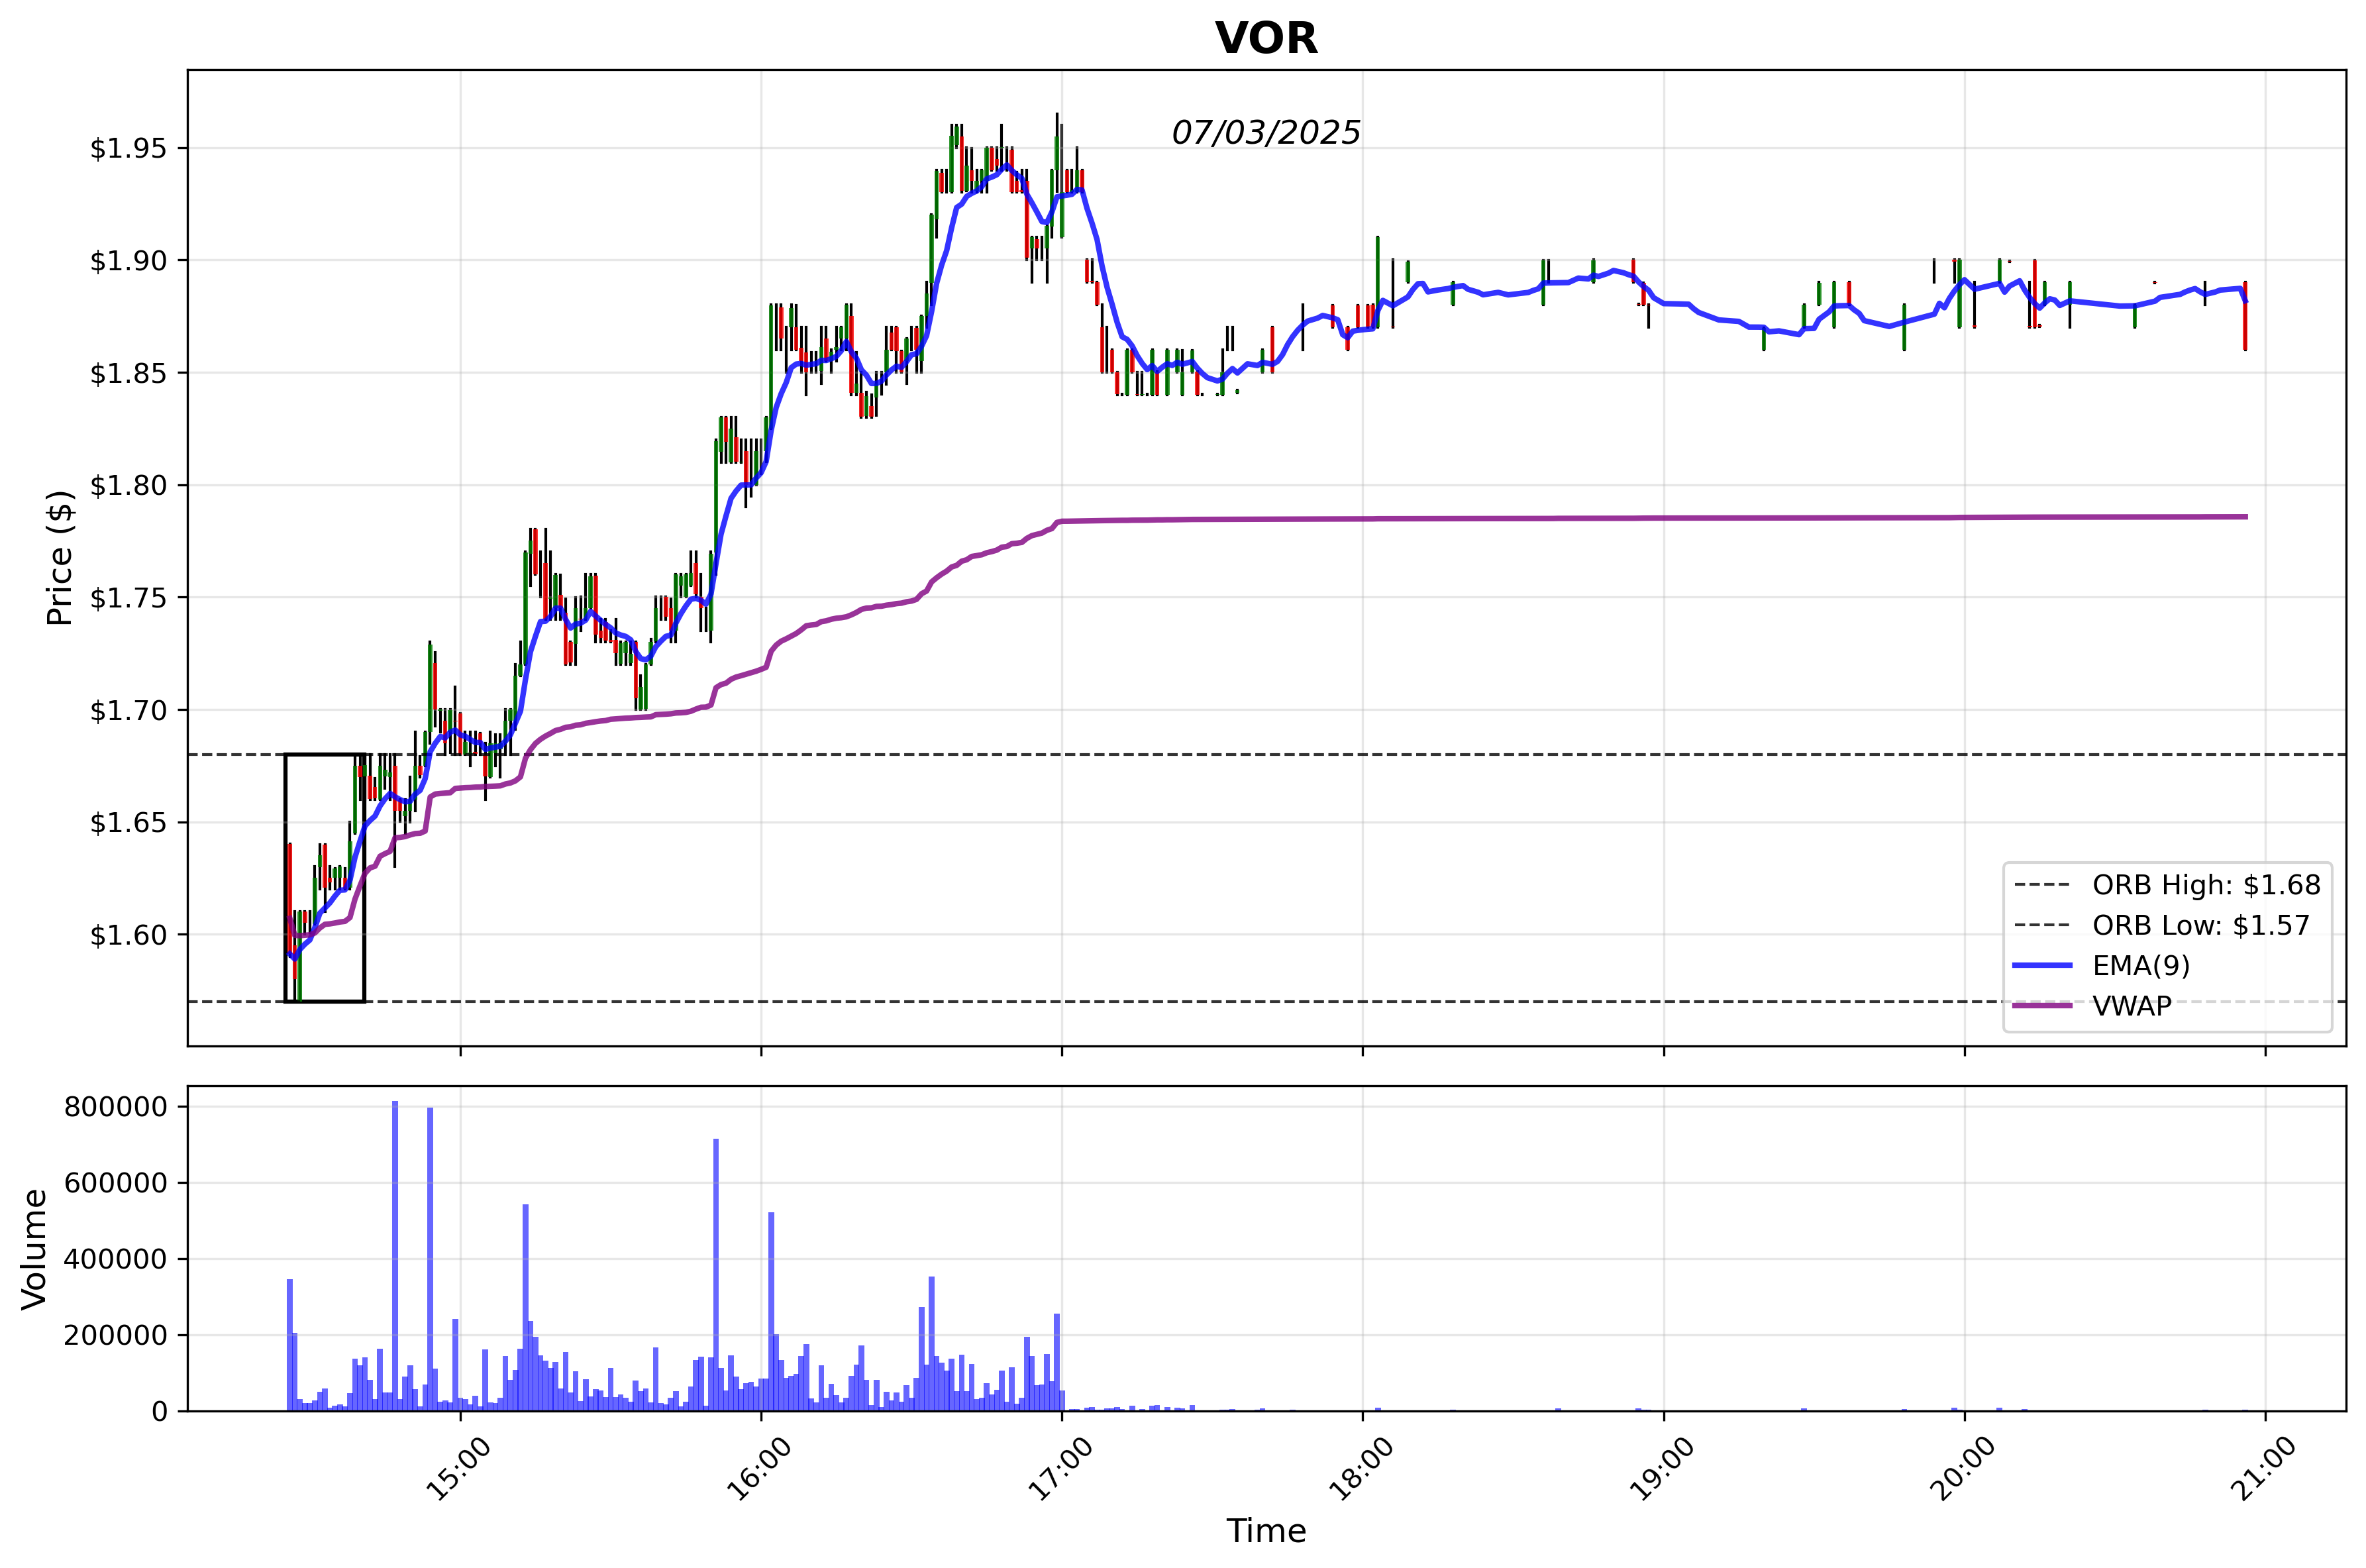 VOR
07/03/2025
Price ($)
$1.95
$1.90
$1.85
$1.80
$1.75
$1.70
$1.65
$1.60
ORB High: $1.68
ORB Low: $1.57
EMA(9)
VWAP
Volume
800000
600000
400000
200000
0
15:00
16:00
17:00
18:00
19:00
20:00
21:00
Time